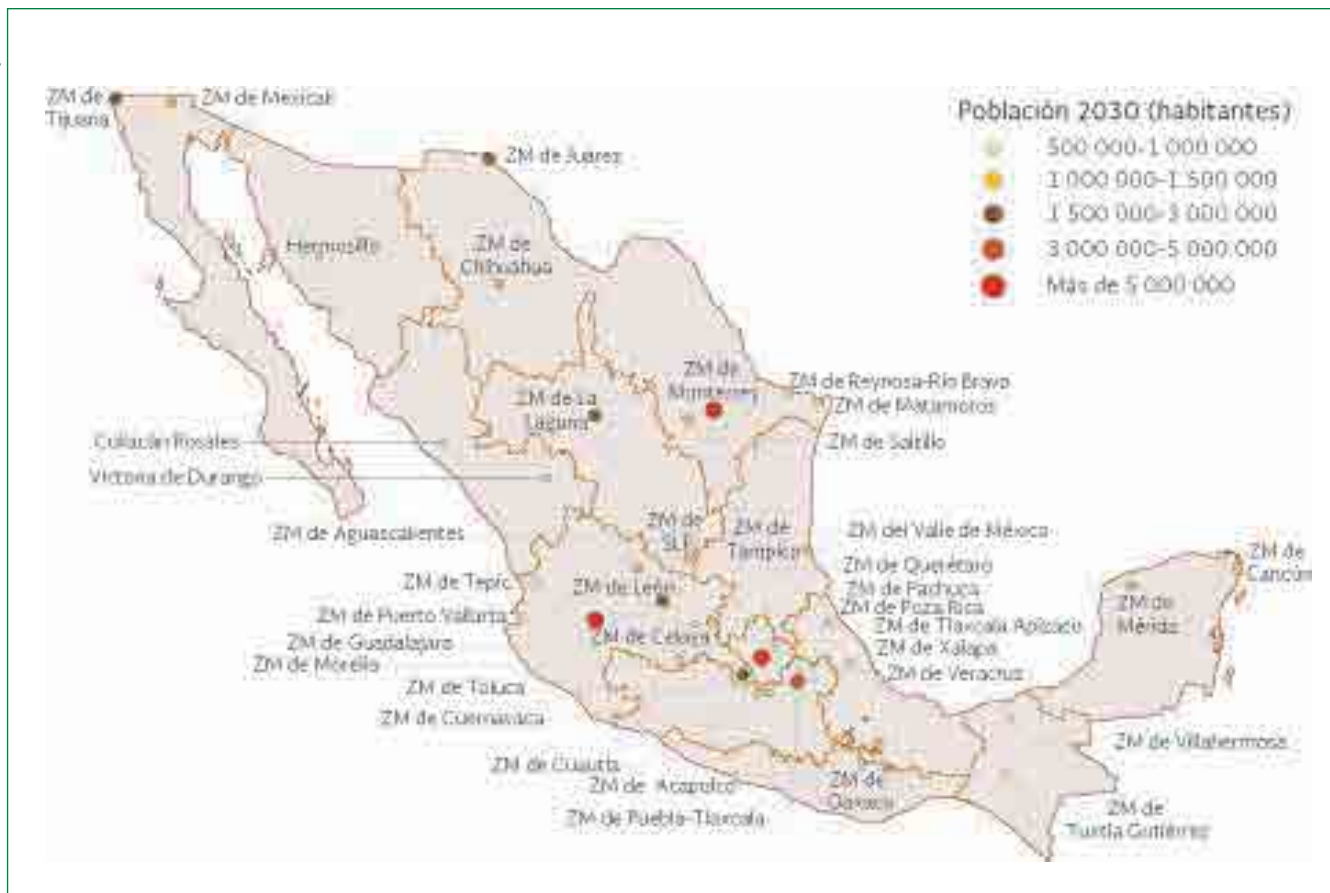 ZM de
Tijuana
ZM de Mexicali
ZM de Juárez
Población 2030 (habitantes)
500 000-1 000 000
1 000 000-1 500 000
1 500 000-3 000 000
3 000 000-5 000 000
Más de 5 000 000
Hermosillo
ZM de
Chihuahua
ZM de
Monterrey
ZM de Reynosa-Río Bravo
ZM de Matamoros
ZM de La
Laguna
ZM de Saltillo
Culiacán Rosales
Victoria de Durango
ZM de Aguascalientes
ZM de
SLP
ZM de
Tampico
ZM del Valle de México
ZM de
Cancún
ZM de Tepic
ZM de León
ZM de Querétaro
ZM de Pachuca
ZM de Poza Rica
ZM de
Mérida
ZM de Puerto Vallarta
ZM de Tlaxcala Apizaco
ZM de Guadalajara
ZM de Celaya
ZM de Xalapa
ZM de Morelia
ZM de Veracruz
ZM de Toluca
ZM de Cuernavaca
ZM de Villahermosa
ZM de Cuautla
ZM de Acapulco
ZM de
Oaxaca
ZM de Puebla-Tlaxcala
ZM de
Tuxtla Gutiérrez